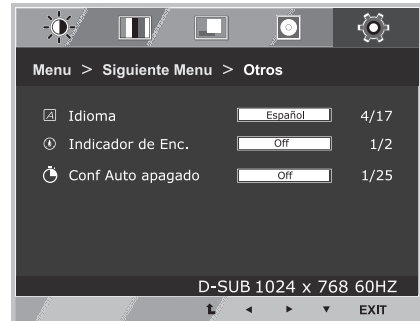 Menu > Siguiente Menu > Otros
Idioma Español 4/17
Indicador de Enc. Off 1/2
Conf Auto apagado Off 1/25
D-SUB 1024 x 768 60HZ
EXIT